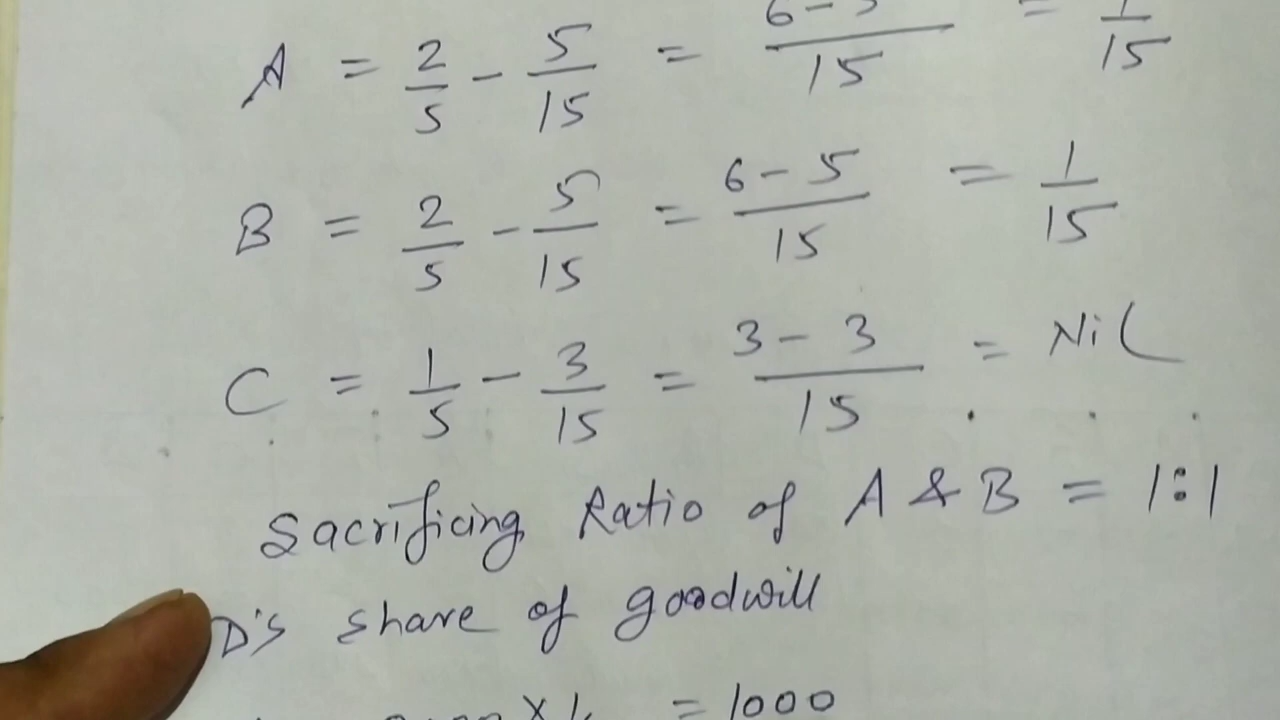 A = 2/5 - 5/15 = 6-5/15 = 1/15
B = 2/5 - 5/15 = 6-5/15 = 1/15
C = 1/5 - 3/15 = 3-3/15 = Nil
Sacrificing Ratio of A & B = 1:1
D's share of goodwill
= 1000